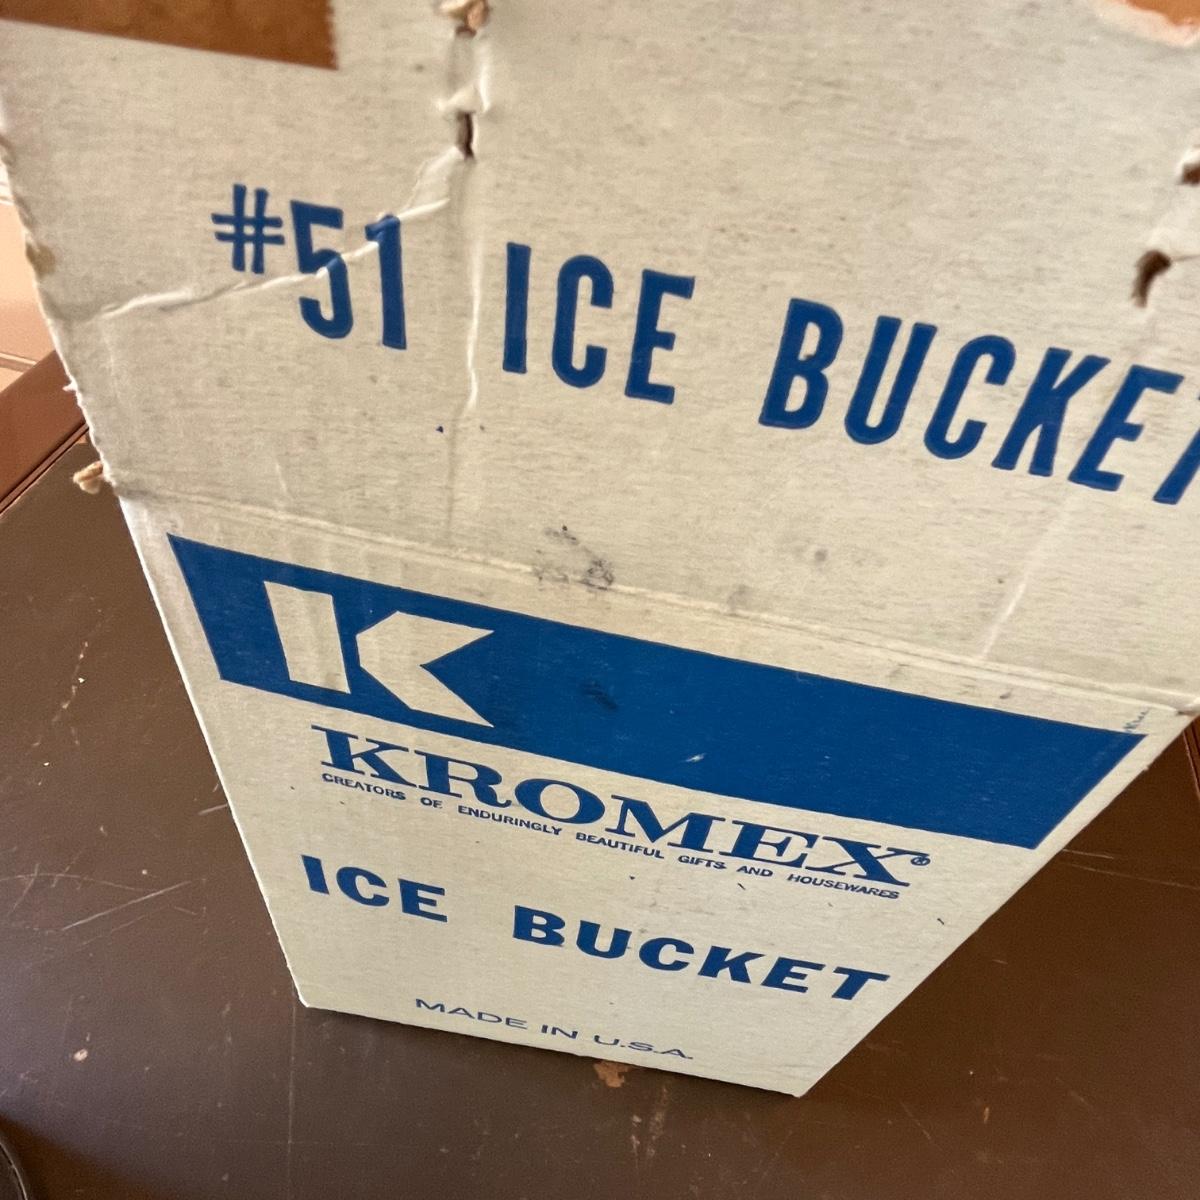 #51 ICE BUCKET
K
KROMEX®
CREATORS OF ENDURINGLY BEAUTIFUL GIFTS AND HOUSEWARES
ICE BUCKET
MADE IN U.S.A.